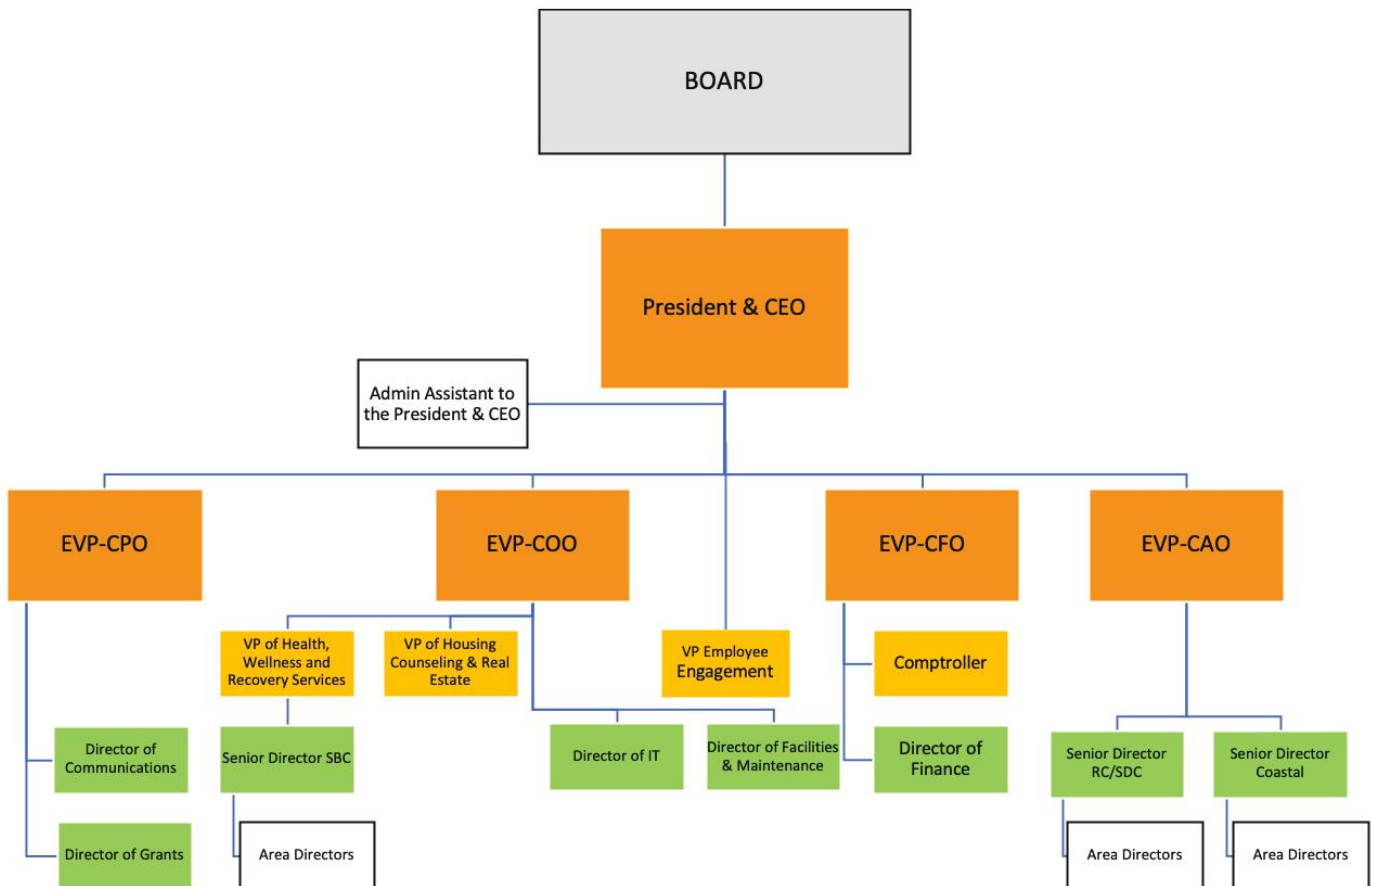 BOARD
President & CEO
Admin Assistant to
the President & CEO
EVP-CPO
EVP-COO
EVP-CFO
EVP-CAO
VP of Health,
Wellness and
Recovery Services
VP of Housing
Counseling & Real
Estate
VP Employee
Engagement
Comptroller
Director of
Communications
Senior Director SBC
Director of IT
Director of Facilities
& Maintenance
Director of
Finance
Senior Director
RC/SDC
Senior Director
Coastal
Director of Grants
Area Directors
Area Directors
Area Directors